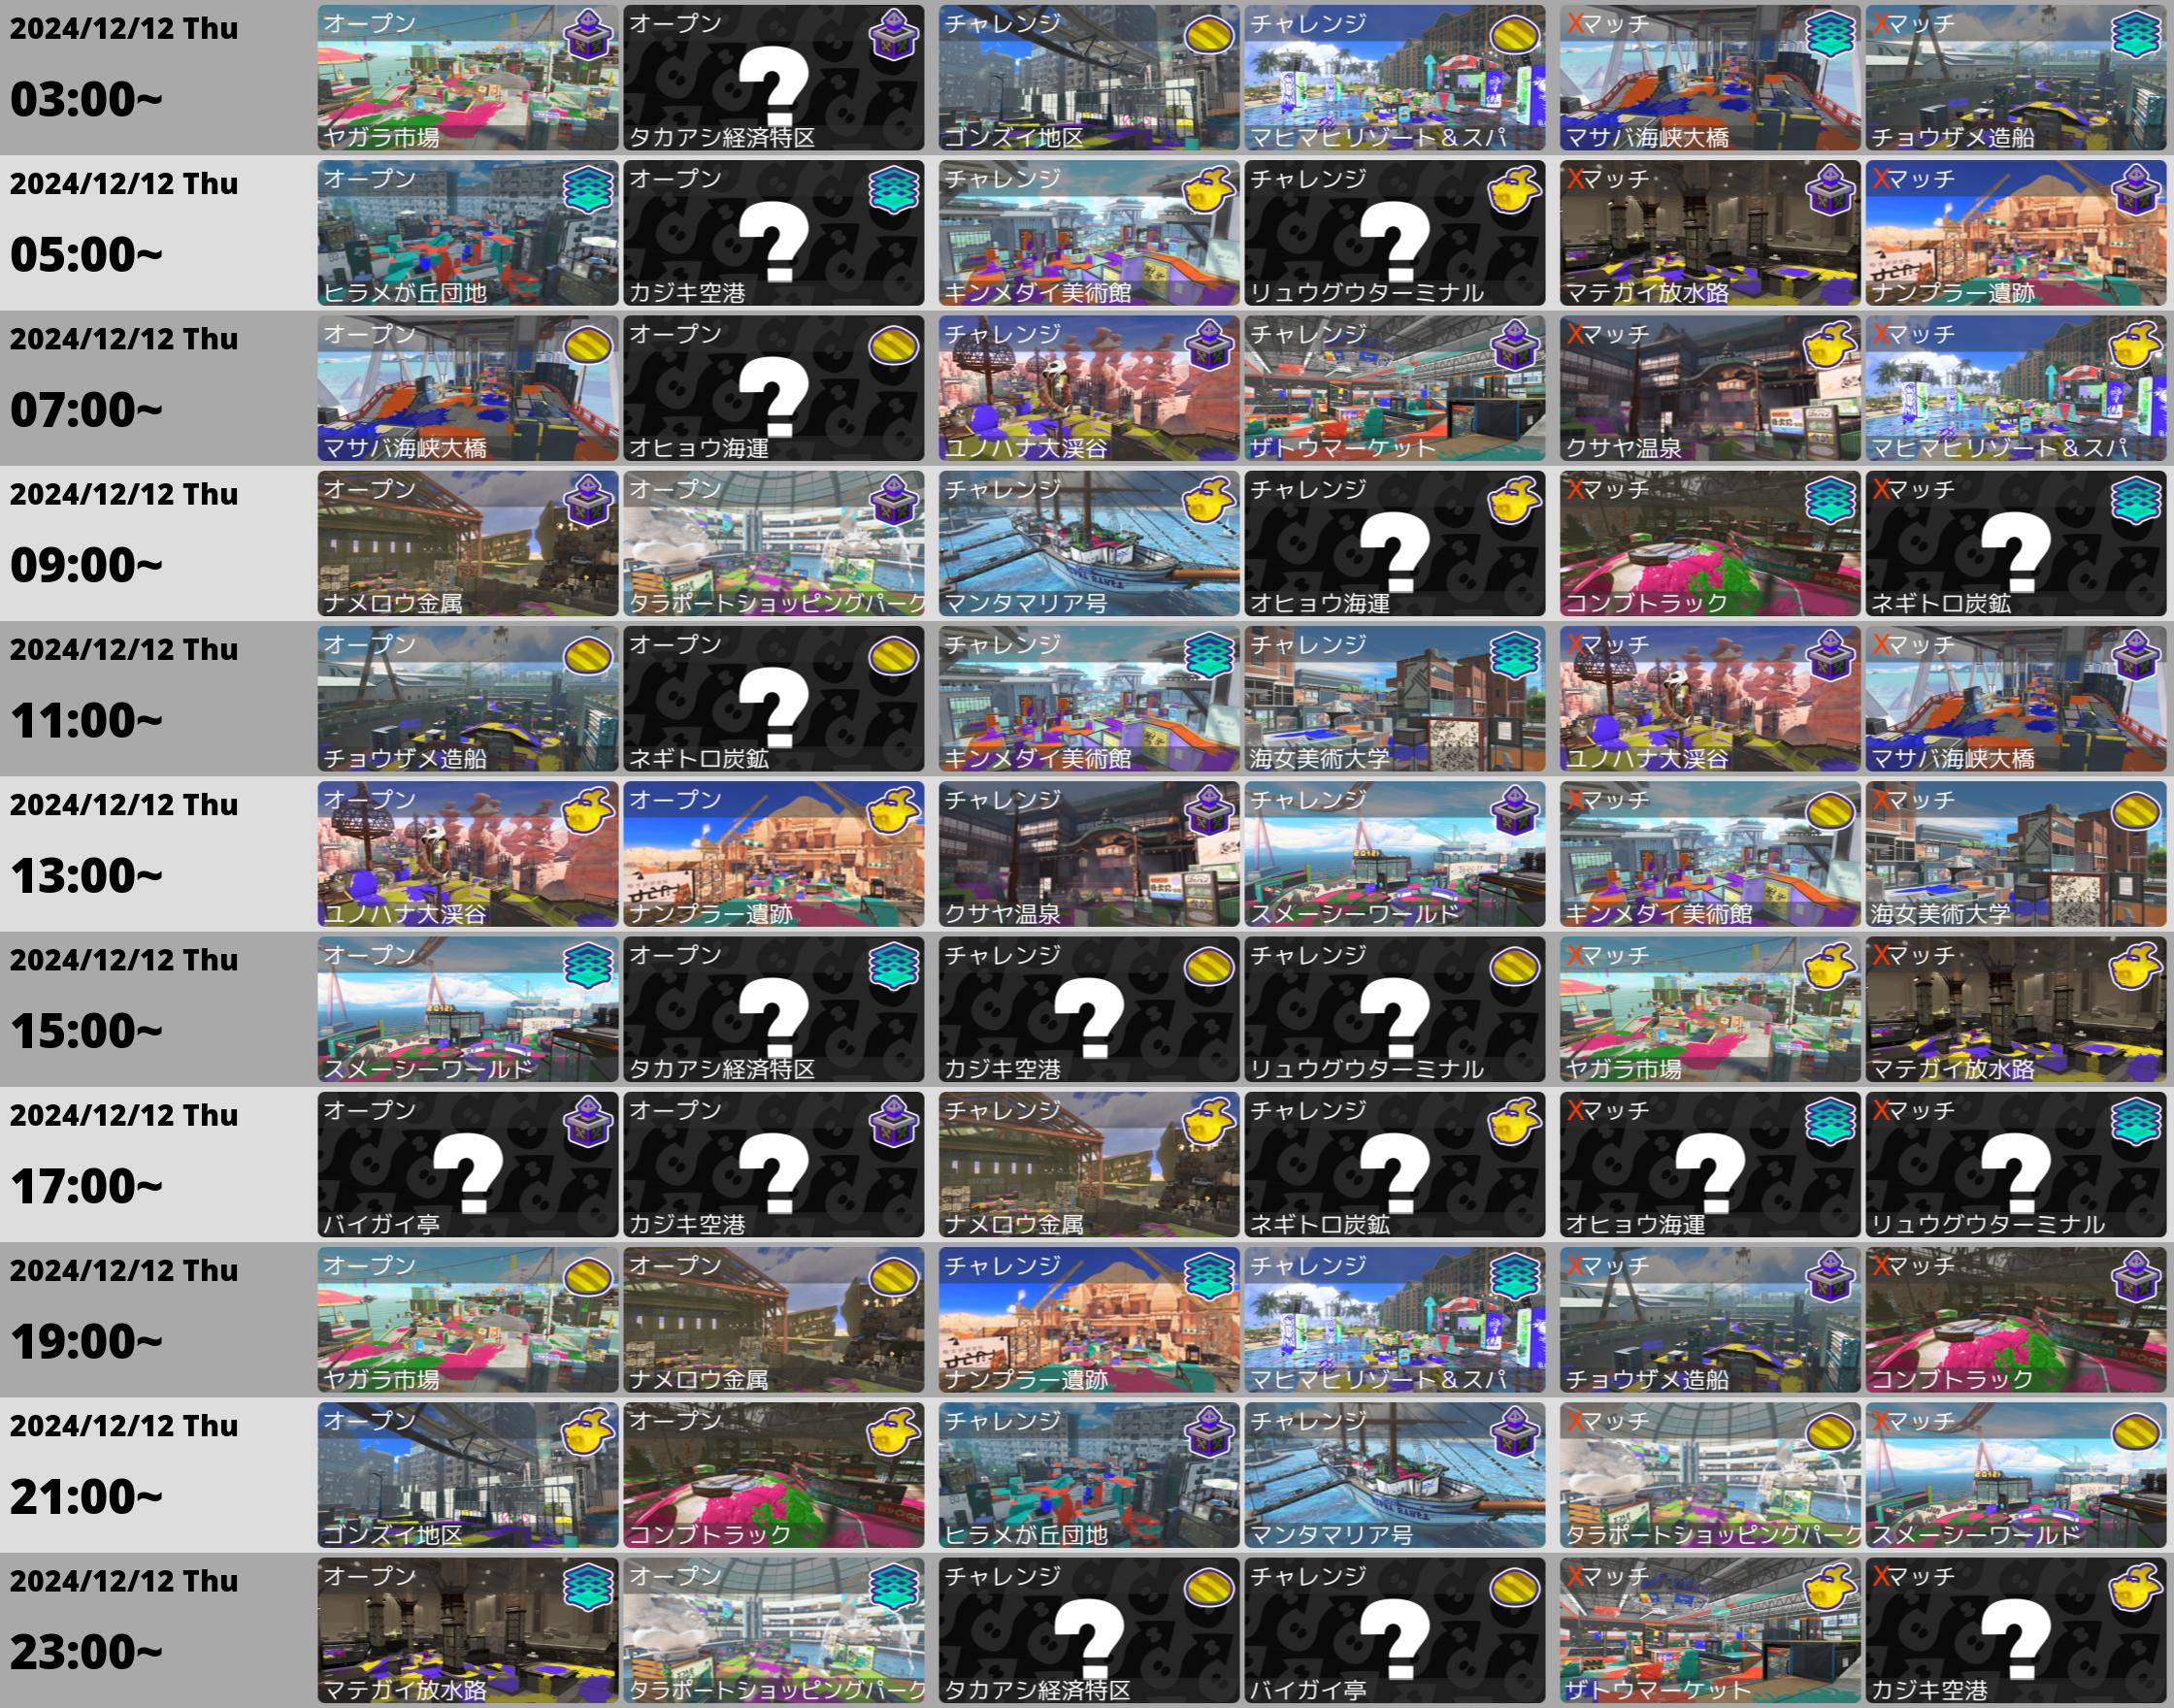 2024/12/12 Thu
03:00~
オープン
ヤガラ市場
オープン
?
タカアシ経済特区
チャレンジ
ゴンズイ地区
チャレンジ
マヒマヒリゾート＆スパ
Xマッチ
マサバ海峡大橋
Xマッチ
チョウザメ造船
2024/12/12 Thu
05:00~
オープン
ヒラメが丘団地
オープン
?
カジキ空港
チャレンジ
キンメダイ美術館
チャレンジ
?
リュウグウターミナル
Xマッチ
マテガイ放水路
Xマッチ
ナンプラー遺跡
2024/12/12 Thu
07:00~
オープン
マサバ海峡大橋
オープン
?
オヒョウ海運
チャレンジ
ユノハナ大渓谷
チャレンジ
ザトウマーケット
Xマッチ
クサヤ温泉
Xマッチ
マヒマヒリゾート＆スパ
2024/12/12 Thu
09:00~
オープン
ナメロウ金属
オープン
タラポートショッピングパーク
チャレンジ
マンタマリア号
チャレンジ
?
オヒョウ海運
Xマッチ
コンブトラック
Xマッチ
?
ネギトロ炭鉱
2024/12/12 Thu
11:00~
オープン
チョウザメ造船
オープン
?
ネギトロ炭鉱
チャレンジ
キンメダイ美術館
チャレンジ
海女美術大学
Xマッチ
ユノハナ大渓谷
Xマッチ
マサバ海峡大橋
2024/12/12 Thu
13:00~
オープン
ユノハナ大渓谷
オープン
ナンプラー遺跡
チャレンジ
クサヤ温泉
チャレンジ
スメーシーワールド
Xマッチ
キンメダイ美術館
Xマッチ
海女美術大学
2024/12/12 Thu
15:00~
オープン
スメーシーワールド
オープン
?
タカアシ経済特区
チャレンジ
?
カジキ空港
チャレンジ
?
リュウグウターミナル
Xマッチ
ヤガラ市場
Xマッチ
マテガイ放水路
2024/12/12 Thu
17:00~
オープン
?
バイガイ亭
オープン
?
カジキ空港
チャレンジ
ナメロウ金属
チャレンジ
?
ネギトロ炭鉱
Xマッチ
?
オヒョウ海運
Xマッチ
?
リュウグウターミナル
2024/12/12 Thu
19:00~
オープン
ヤガラ市場
オープン
ナメロウ金属
チャレンジ
ナンプラー遺跡
チャレンジ
マヒマヒリゾート＆スパ
Xマッチ
チョウザメ造船
Xマッチ
コンブトラック
2024/12/12 Thu
21:00~
オープン
ゴンズイ地区
オープン
コンブトラック
チャレンジ
ヒラメが丘団地
チャレンジ
マンタマリア号
Xマッチ
タラポートショッピングパーク
Xマッチ
スメーシーワールド
2024/12/12 Thu
23:00~
オープン
マテガイ放水路
オープン
タラポートショッピングパーク
チャレンジ
?
タカアシ経済特区
チャレンジ
?
バイガイ亭
Xマッチ
ザトウマーケット
Xマッチ
?
カジキ空港